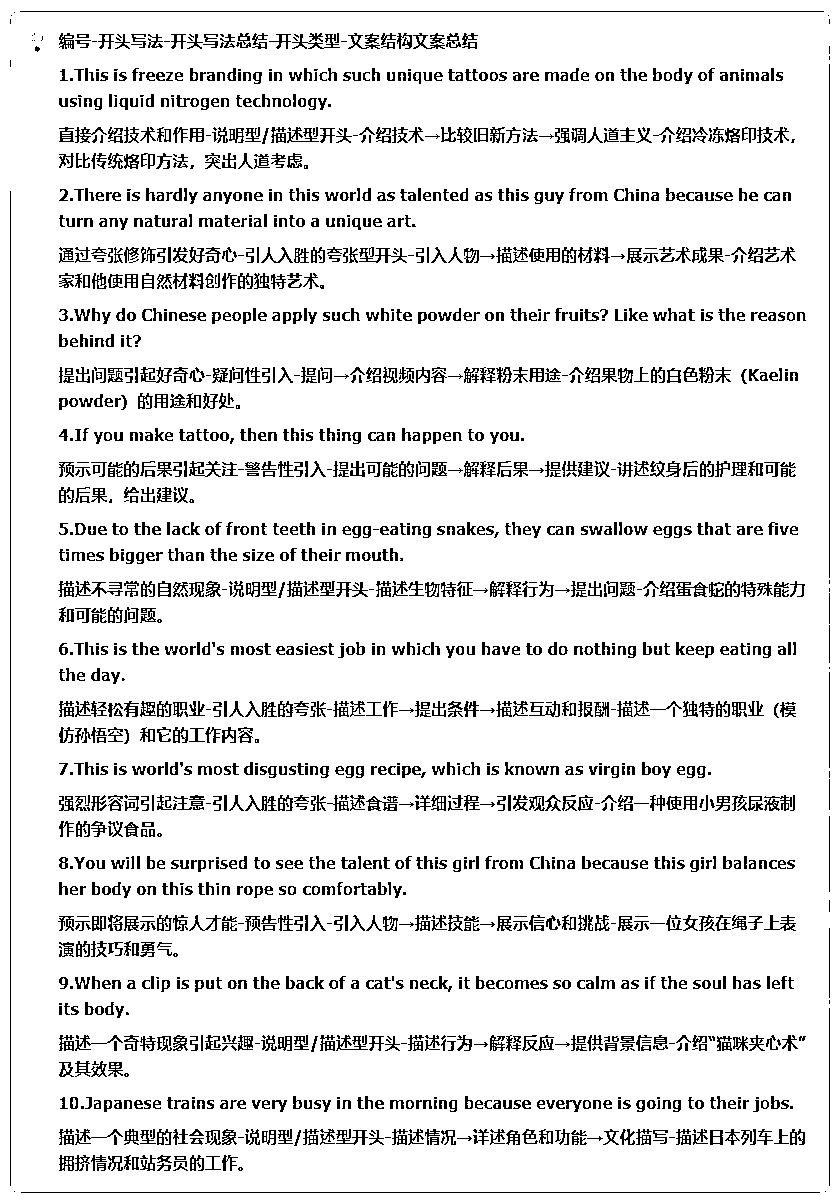 编号-开头写法-开头写法总结-开头类型-文案结构文案总结
1.This is freeze branding in which such unique tattoos are made on the body of animals
using liquid nitrogen technology.
直接介绍技术和作用-说明型/描述型开头-介绍技术→比较旧新方法→强调人道主义-介绍冷冻烙印技术，
对比传统烙印方法，突出人道考虑。
2.There is hardly anyone in this world as talented as this guy from China because he can
turn any natural material into a unique art.
通过夸张修饰引发好奇心-引人入胜的夸张型开头-引入人物→描述使用的材料→展示艺术成果-介绍艺术
家和他使用自然材料创作的独特艺术。
3.Why do Chinese people apply such white powder on their fruits? Like what is the reason
behind it?
提出问题引起好奇心-疑问性引入-提问→介绍视频内容→解释粉末用途-介绍果物上的白色粉末（Kaelin
powder）的用途和好处。
4.If you make tattoo, then this thing can happen to you.
预示可能的后果引起关注-警告性引入-提出可能的问题→解释后果→提供建议-讲述纹身后的护理和可能
的后果，给出建议。
5.Due to the lack of front teeth in egg-eating snakes, they can swallow eggs that are five
times bigger than the size of their mouth.
描述不寻常的自然现象-说明型/描述型开头-描述生物特征→解释行为→提出问题-介绍蛋食蛇的特殊能力
和可能的问题。
6.This is the world's most easiest job in which you have to do nothing but keep eating all
the day.
描述轻松有趣的职业-引人入胜的夸张-描述工作→提出条件→描述互动和报酬-描述一个独特的职业（模
仿孙悟空）和它的工作内容。
7.This is world's most disgusting egg recipe, which is known as virgin boy egg.
强烈形容词引起注意-引人入胜的夸张-描述食谱→详细过程→引发观众反应-介绍一种使用小男孩尿液制
作的争议食品。
8.You will be surprised to see the talent of this girl from China because this girl balances
her body on this thin rope so comfortably.
预示即将展示的惊人才能-预告性引入-引入人物→描述技能→展示信心和挑战-展示一位女孩在绳子上表
演的技巧和勇气。
9.When a clip is put on the back of a cat's neck, it becomes so calm as if the soul has left
its body.
描述一个奇特现象引起兴趣-说明型/描述型开头-描述行为→解释反应→提供背景信息-介绍“猫咪夹心术”
及其效果。
10.Japanese trains are very busy in the morning because everyone is going to their jobs.
描述一个典型的社会现象-说明型/描述型开头-描述情况→详述角色和功能→文化描写-描述日本列车上的
拥挤情况和站务员的工作。